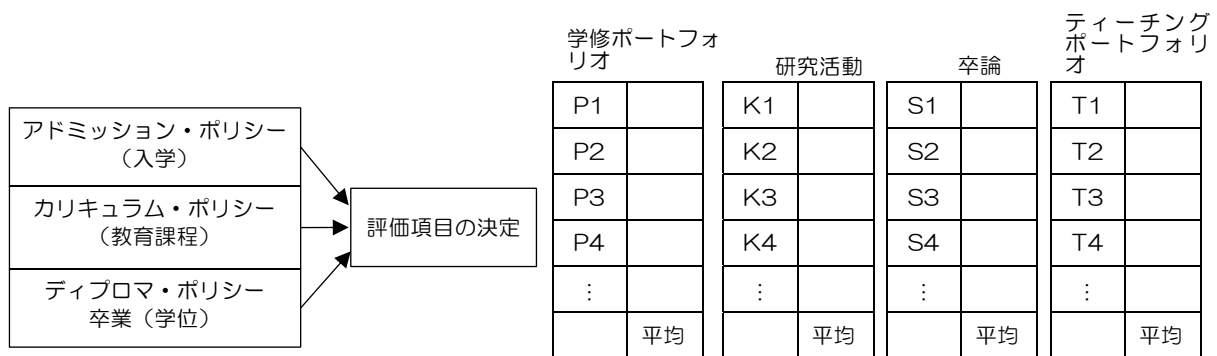 アドミッション・ポリシー
（入学）
カリキュラム・ポリシー
（教育課程）
ディプロマ・ポリシー
卒業（学位）
評価項目の決定
学修ポートフォ
リオ
P1
P2
P3
P4
⋮
平均
研究活動
K1
K2
K3
K4
⋮
平均
卒論
S1
S2
S3
S4
⋮
平均
ティーチング
ポートフォリ
オ
T1
T2
T3
T4
⋮
平均